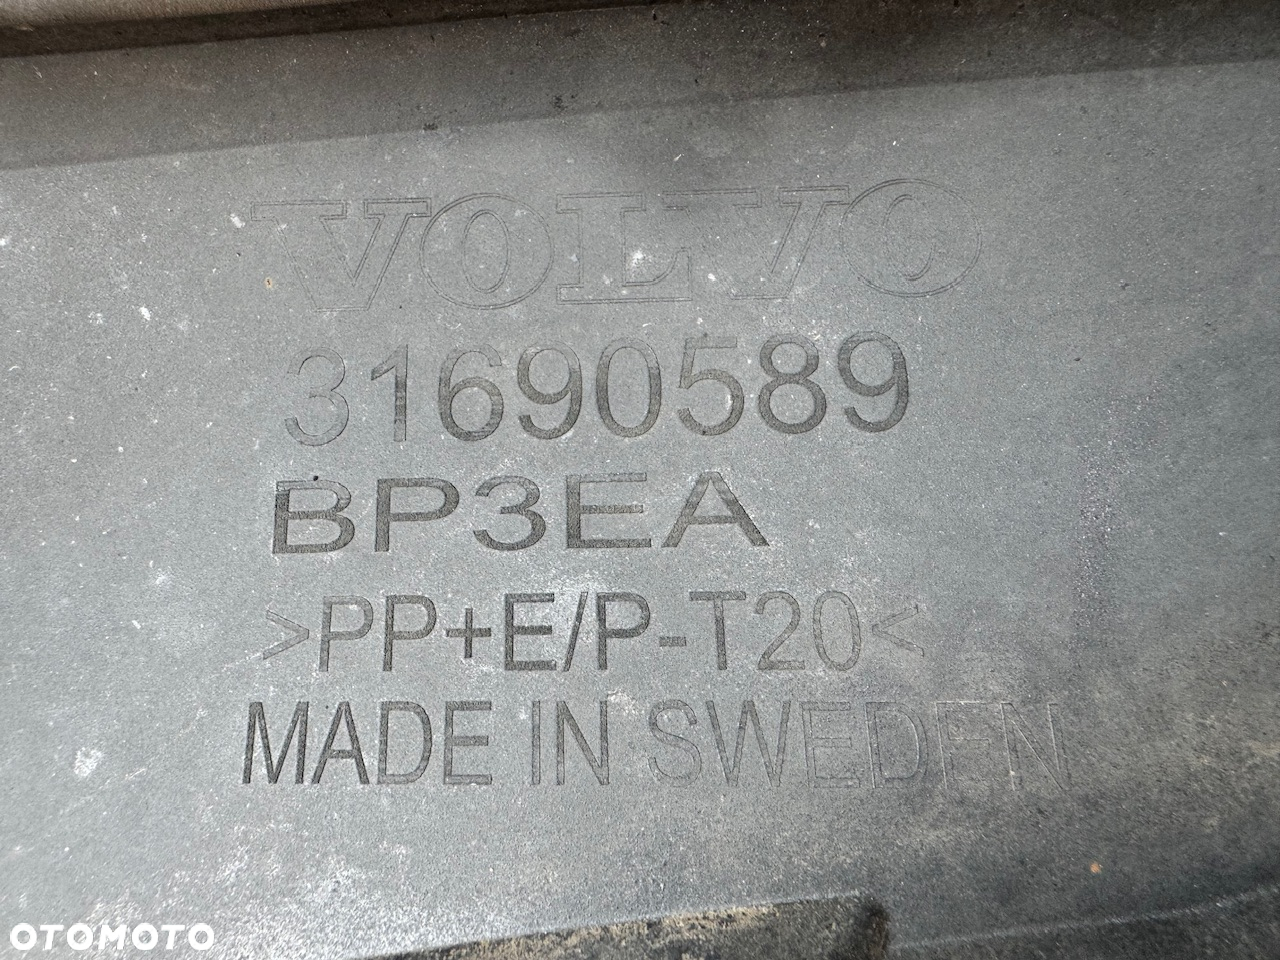 VOLVO
31690589
BP3EA
>PP+E/P-T20<
MADE IN SWEDEN
OTOMOTO